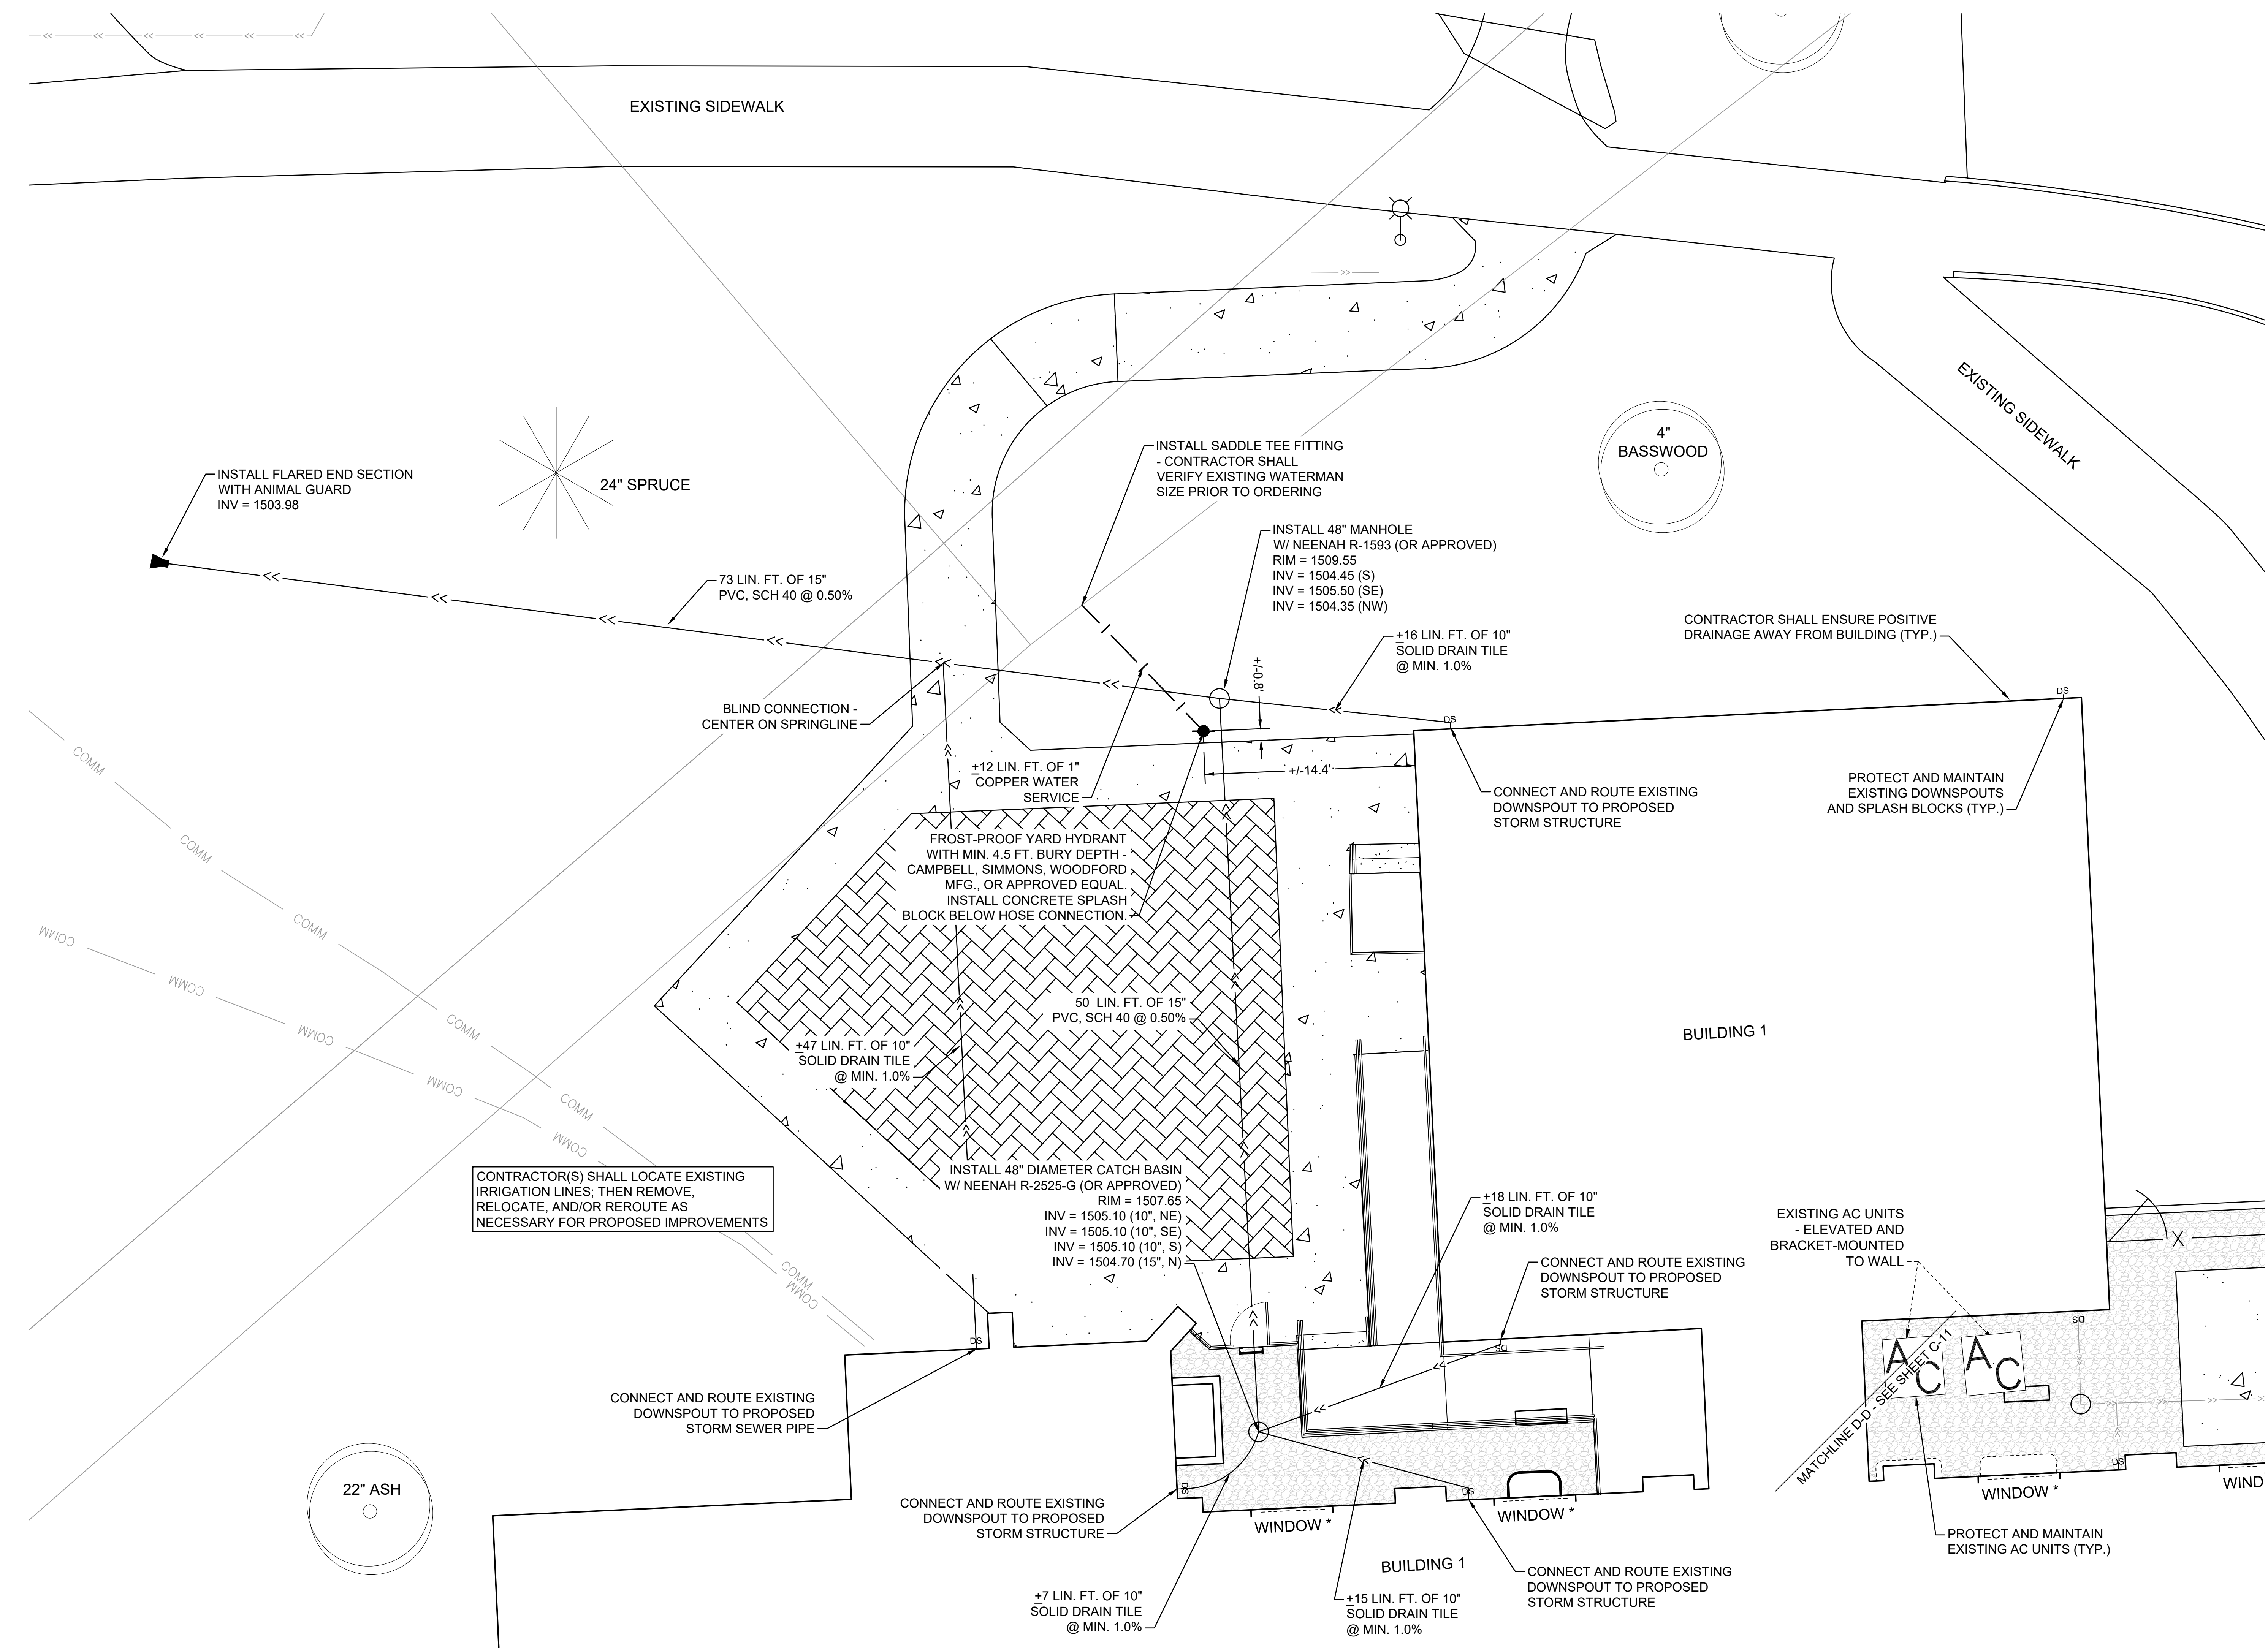 EXISTING SIDEWALK
EXISTING SIDEWALK
INSTALL FLARED END SECTION
WITH ANIMAL GUARD
INV = 1503.98
24" SPRUCE
INSTALL SADDLE TEE FITTING
- CONTRACTOR SHALL
VERIFY EXISTING WATERMAN
SIZE PRIOR TO ORDERING
4"
BASSWOOD
INSTALL 48" MANHOLE
W/ NEENAH R-1593 (OR APPROVED)
RIM = 1509.55
INV = 1504.45 (S)
INV = 1505.50 (SE)
INV = 1504.35 (NW)
73 LIN. FT. OF 15"
PVC, SCH 40 @ 0.50%
±16 LIN. FT. OF 10"
SOLID DRAIN TILE
@ MIN. 1.0%
+/-0.8'
CONTRACTOR SHALL ENSURE POSITIVE
DRAINAGE AWAY FROM BUILDING (TYP.)
BLIND CONNECTION -
CENTER ON SPRINGLINE
DS
DS
±12 LIN. FT. OF 1"
COPPER WATER
SERVICE
+/-14.4'
CONNECT AND ROUTE EXISTING
DOWNSPOUT TO PROPOSED
STORM STRUCTURE
PROTECT AND MAINTAIN
EXISTING DOWNSPOUTS
AND SPLASH BLOCKS (TYP.)
COMM
COMM
COMM
COMM
COMM
COMM
COMM
COMM
COMM
COMM
COMM
COMM
FROST-PROOF YARD HYDRANT
WITH MIN. 4.5 FT. BURY DEPTH -
CAMPBELL, SIMMONS, WOODFORD
MFG., OR APPROVED EQUAL.
INSTALL CONCRETE SPLASH
BLOCK BELOW HOSE CONNECTION.
50 LIN. FT. OF 15"
PVC, SCH 40 @ 0.50%
BUILDING 1
±47 LIN. FT. OF 10"
SOLID DRAIN TILE
@ MIN. 1.0%
CONTRACTOR(S) SHALL LOCATE EXISTING
IRRIGATION LINES; THEN REMOVE,
RELOCATE, AND/OR REROUTE AS
NECESSARY FOR PROPOSED IMPROVEMENTS
INSTALL 48" DIAMETER CATCH BASIN
W/ NEENAH R-2525-G (OR APPROVED)
RIM = 1507.65
INV = 1505.10 (10", NE)
INV = 1505.10 (10", SE)
INV = 1505.10 (10", S)
INV = 1504.70 (15", N)
±18 LIN. FT. OF 10"
SOLID DRAIN TILE
@ MIN. 1.0%
CONNECT AND ROUTE EXISTING
DOWNSPOUT TO PROPOSED
STORM STRUCTURE
EXISTING AC UNITS
- ELEVATED AND
BRACKET-MOUNTED
TO WALL
X
DS
DS
DS
AC
AC
MATCHLINE D-D - SEE SHEET C-11
CONNECT AND ROUTE EXISTING
DOWNSPOUT TO PROPOSED
STORM SEWER PIPE
22" ASH
DS
DS
DS
CONNECT AND ROUTE EXISTING
DOWNSPOUT TO PROPOSED
STORM STRUCTURE
WINDOW *
WINDOW *
WINDOW *
WIND
PROTECT AND MAINTAIN
EXISTING AC UNITS (TYP.)
BUILDING 1
CONNECT AND ROUTE EXISTING
DOWNSPOUT TO PROPOSED
STORM STRUCTURE
±7 LIN. FT. OF 10"
SOLID DRAIN TILE
@ MIN. 1.0%
±15 LIN. FT. OF 10"
SOLID DRAIN TILE
@ MIN. 1.0%